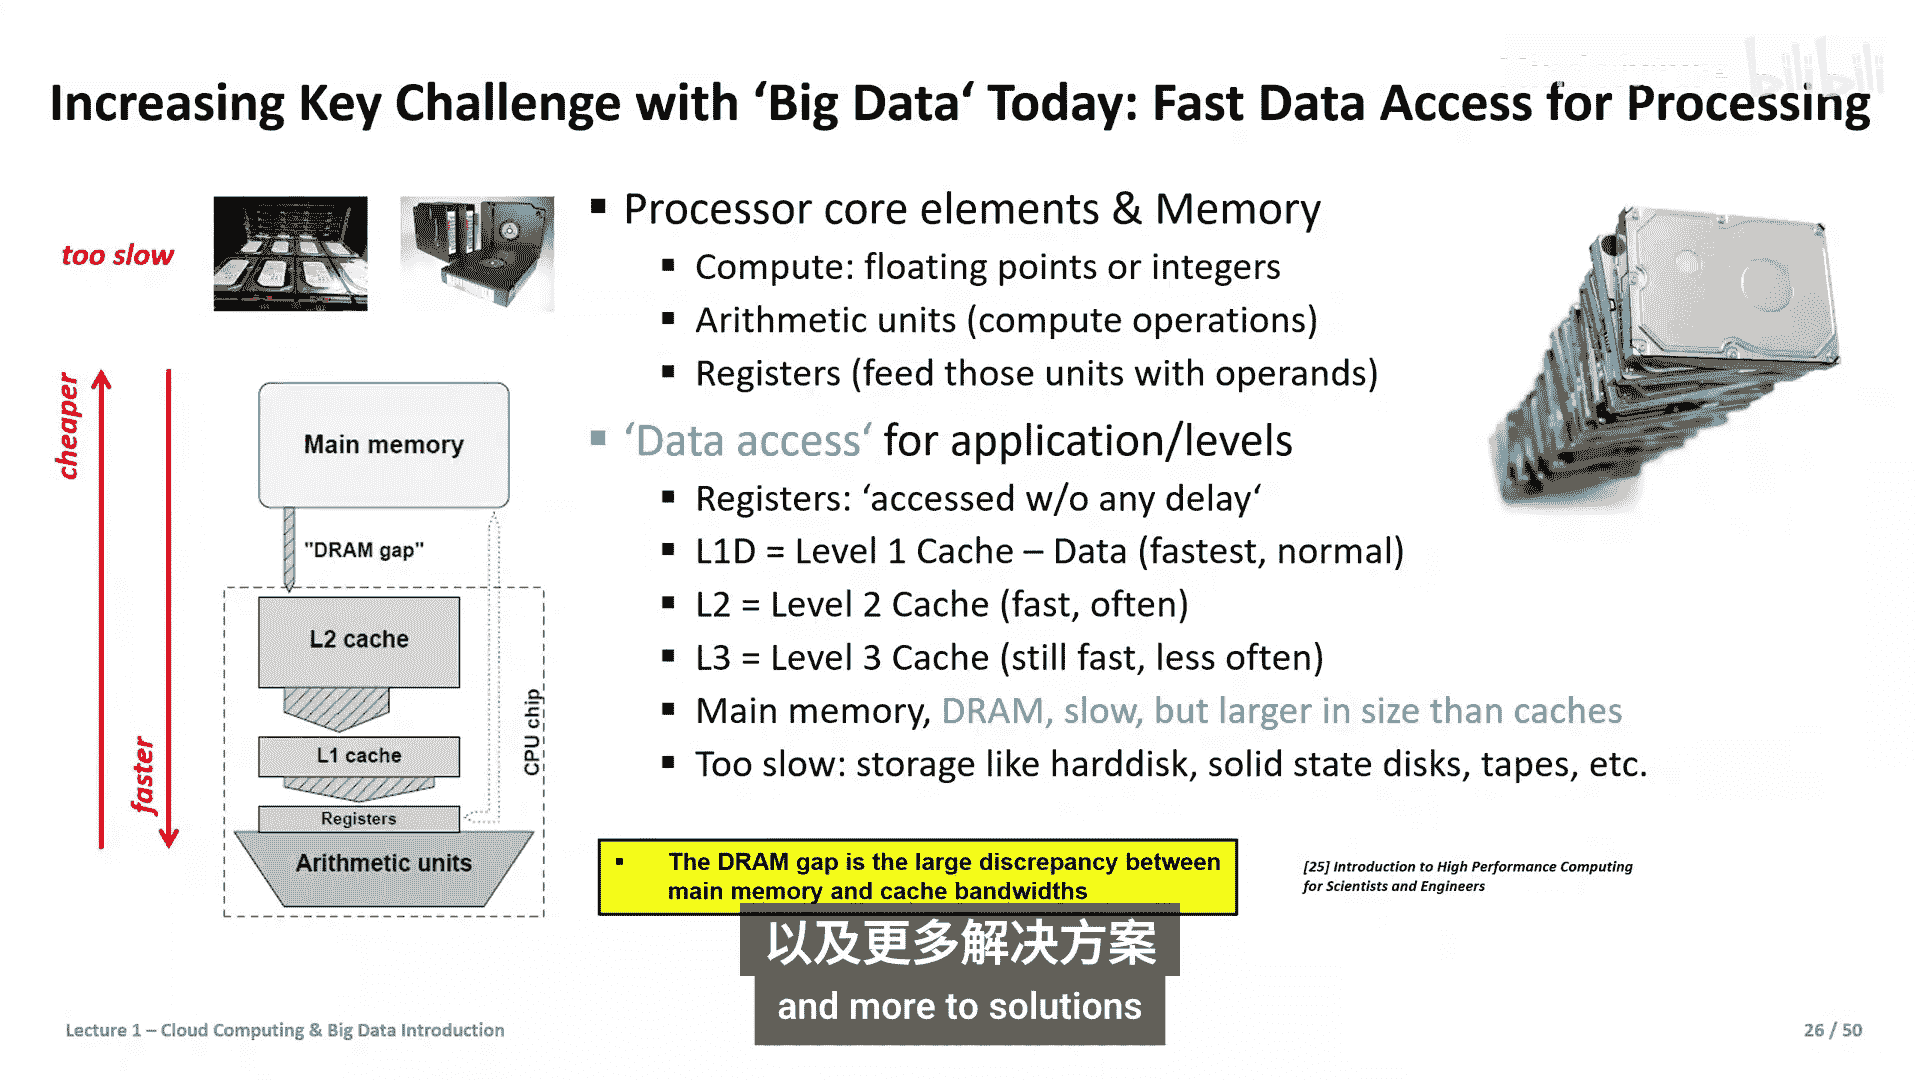 bilibili
Increasing Key Challenge with ‘Big Data‘ Today: Fast Data Access for Processing
too slow
cheaper
faster
Main memory
"DRAM gap"
L2 cache
L1 cache
Registers
Arithmetic units
CPU chip
▪ Processor core elements & Memory
▪ Compute: floating points or integers
▪ Arithmetic units (compute operations)
▪ Registers (feed those units with operands)
▪ ‘Data access‘ for application/levels
▪ Registers: ‘accessed w/o any delay‘
▪ L1D = Level 1 Cache – Data (fastest, normal)
▪ L2 = Level 2 Cache (fast, often)
▪ L3 = Level 3 Cache (still fast, less often)
▪ Main memory, DRAM, slow, but larger in size than caches
▪ Too slow: storage like harddisk, solid state disks, tapes, etc.
▪ The DRAM gap is the large discrepancy between
main memory and cache bandwidths
[25] Introduction to High Performance Computing
for Scientists and Engineers
以及更多解决方案
and more to solutions
Lecture 1 – Cloud Computing & Big Data Introduction
26 / 50